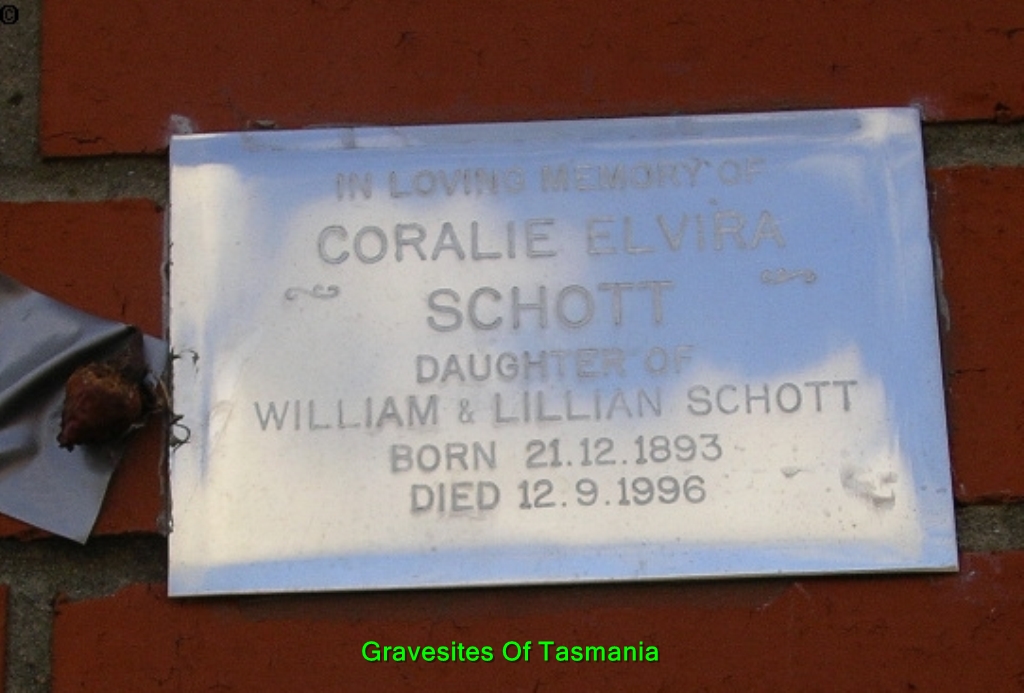 ©
IN LOVING MEMORY OF
CORALIE ELVIRA
SCHOTT
DAUGHTER OF
WILLIAM & LILLIAN SCHOTT
BORN 21.12.1893
DIED 12.9.1996
Gravesites Of Tasmania